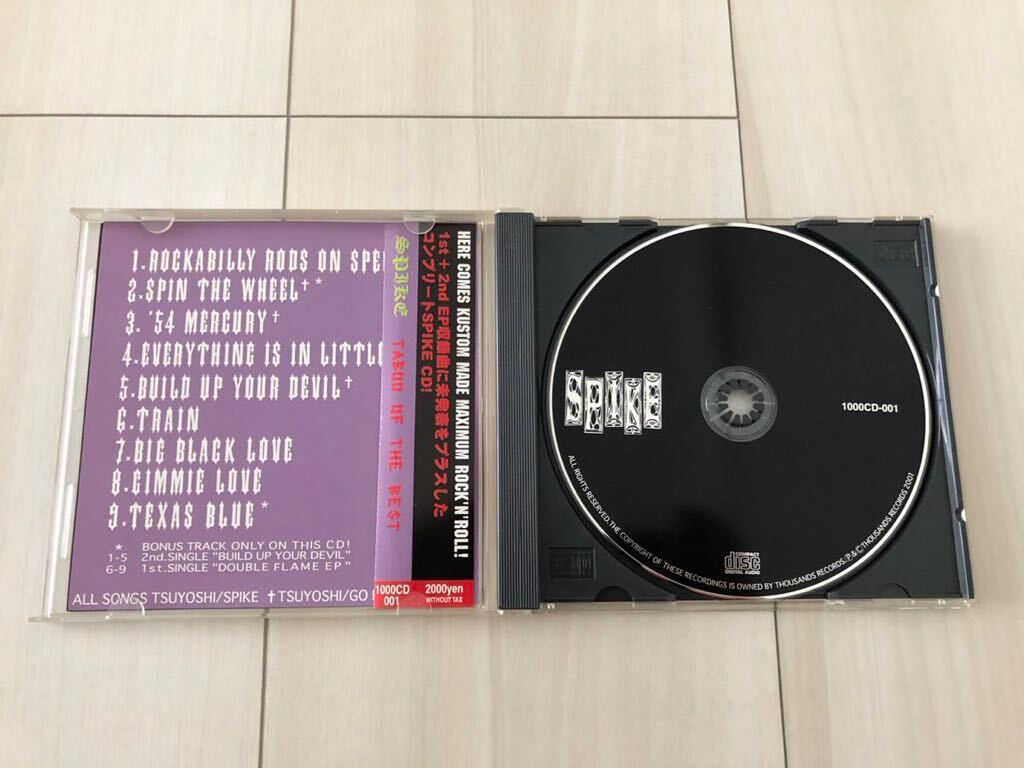 1. ROCKABILLY RODS ON SPE
2. SPIN THE WHEEL†*
3. '54 MERCURY†
4. EVERYTHING IS IN LITTLE
5. BUILD UP YOUR DEVIL†
6. TRAIN
7. BIG BLACK LOVE
8. GIMMIE LOVE
9. TEXAS BLUE*
* BONUS TRACK ONLY ON THIS CD!
1-5 2nd.SINGLE "BUILD UP YOUR DEVIL"
6-9 1st.SINGLE "DOUBLE FLAME EP"
ALL SONGS TSUYOSHI/SPIKE †TSUYOSHI/GO
SPIKE TABOO OF THE BEST
1000CD
001
2000yen
WITHOUT TAX
HERE COMES KUSTOM MADE MAXIMUM ROCK'N'ROLL!
1st + 2nd EP収録曲に未発表をプラスした
コンプリートSPIKE CD!
SPIKE
1000CD-001
COMPACT
disc
DIGITAL AUDIO
ALL RIGHTS RESERVED. THE COPYRIGHT OF THESE RECORDINGS IS OWNED BY THOUSANDS RECORDS. P & C THOUSANDS RECORDS 2001